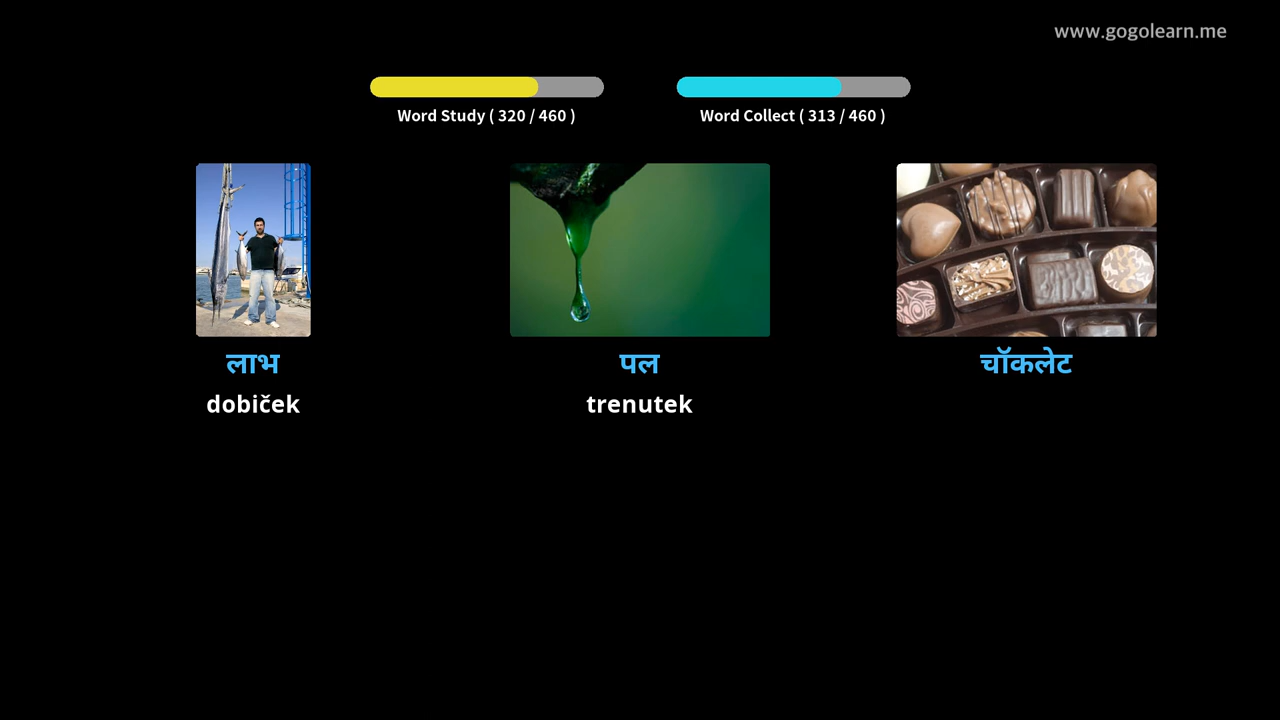 www.gogolearn.me
Word Study ( 320 / 460 )
Word Collect ( 313 / 460 )
लाभ
पल
चॉकलेट
dobiček
trenutek